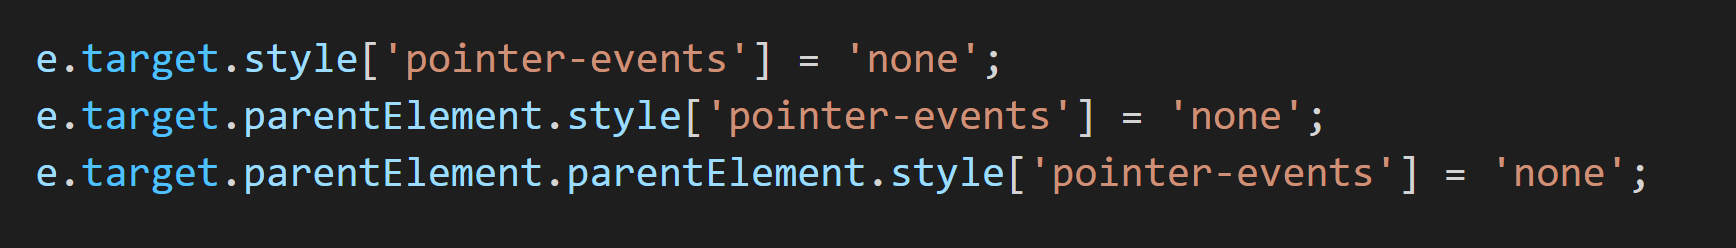 e.target.style['pointer-events'] = 'none';
e.target.parentElement.style['pointer-events'] = 'none';
e.target.parentElement.parentElement.style['pointer-events'] = 'none';